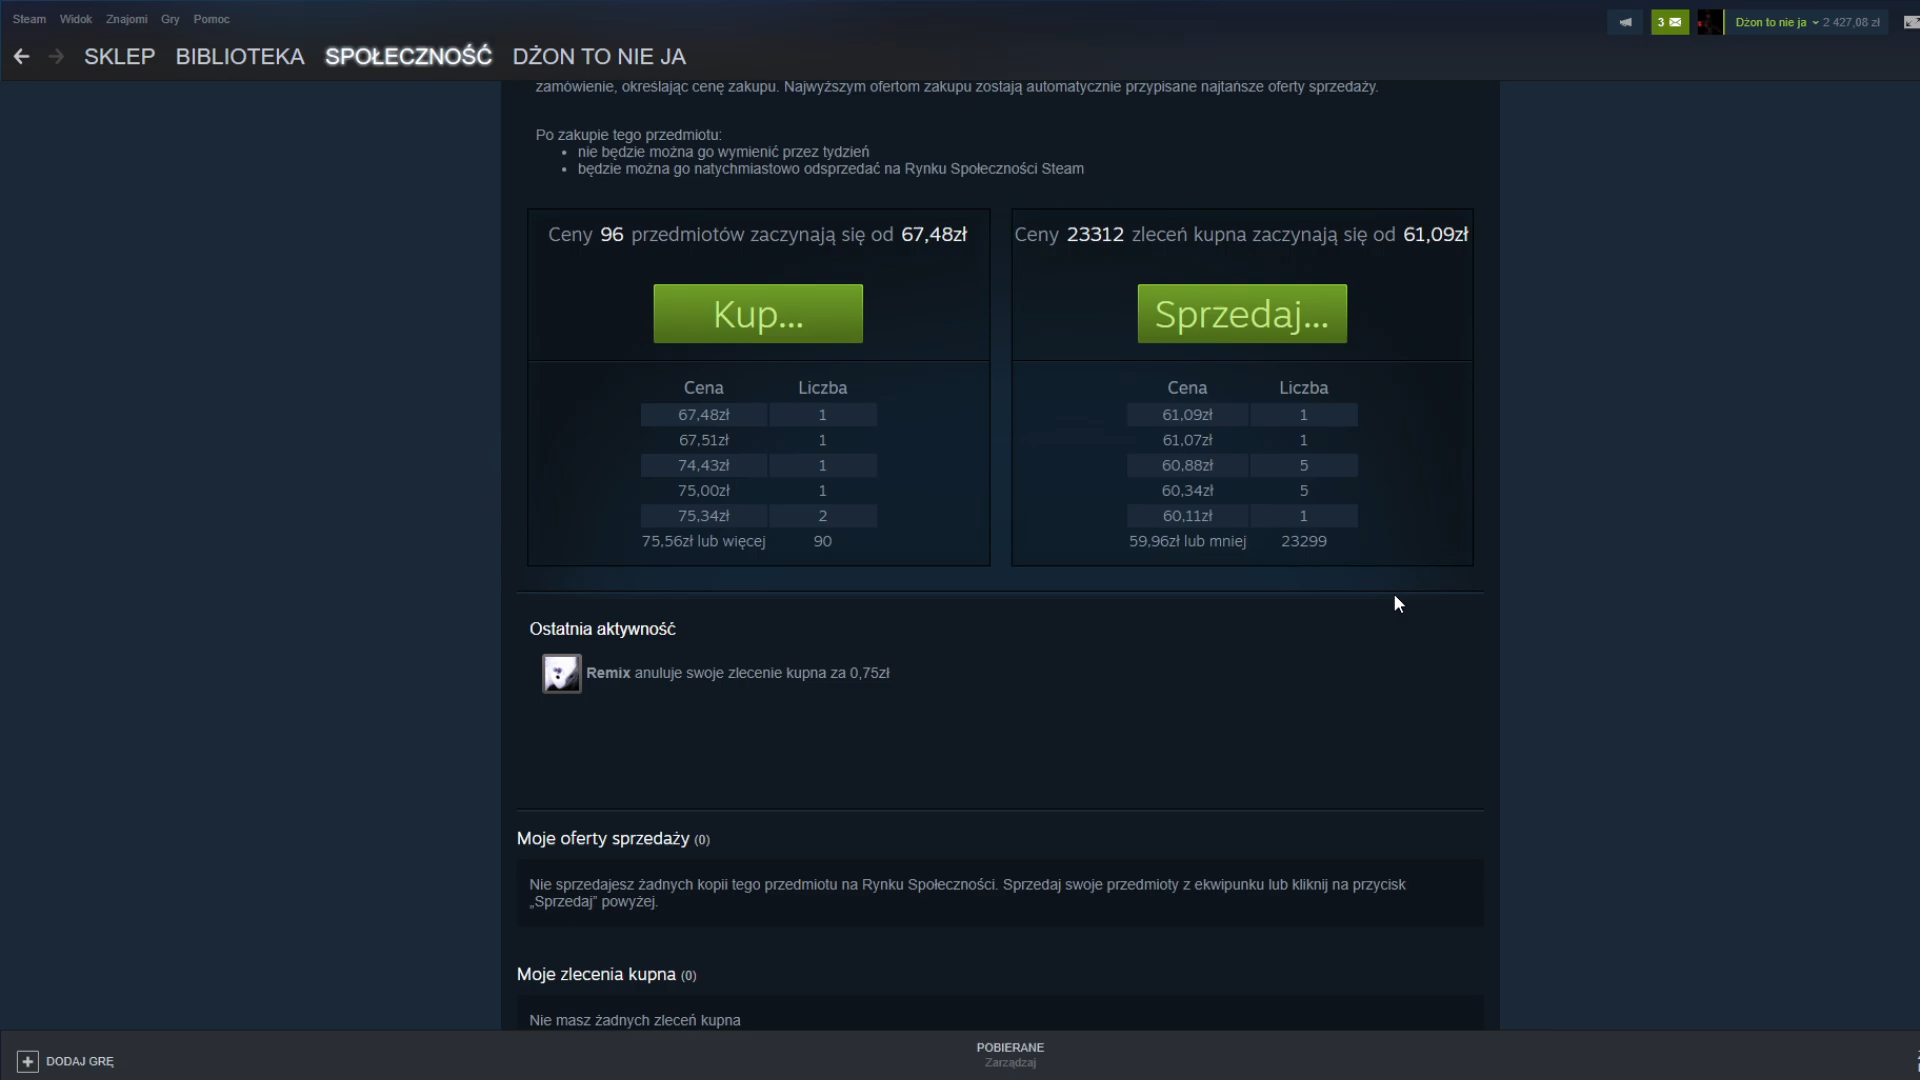 Steam Widok Znajomi Gry Pomoc
3 Dżon to nie ja 2 427,08 zł
SKLEP BIBLIOTEKA SPOŁECZNOŚĆ DŻON TO NIE JA
zamówienie, określając cenę zakupu. Najwyższym ofertom zakupu zostają automatycznie przypisane najtańsze oferty sprzedaży.
Po zakupie tego przedmiotu:
• nie będzie można go wymienić przez tydzień
• będzie można go natychmiastowo odsprzedać na Rynku Społeczności Steam
Ceny 96 przedmiotów zaczynają się od 67,48zł
Kup...
Cena Liczba
67,48zł 1
67,51zł 1
74,43zł 1
75,00zł 1
75,34zł 2
75,56zł lub więcej 90
Ceny 23312 zleceń kupna zaczynają się od 61,09zł
Sprzedaj...
Cena Liczba
61,09zł 1
61,07zł 1
60,88zł 5
60,34zł 5
60,11zł 1
59,96zł lub mniej 23299
Ostatnia aktywność
Remix anuluje swoje zlecenie kupna za 0,75zł
Moje oferty sprzedaży (0)
Nie sprzedajesz żadnych kopii tego przedmiotu na Rynku Społeczności. Sprzedaj swoje przedmioty z ekwipunku lub kliknij na przycisk
„Sprzedaj” powyżej.
Moje zlecenia kupna (0)
Nie masz żadnych zleceń kupna
+ DODAJ GRĘ
POBIERANE
Zarządzaj